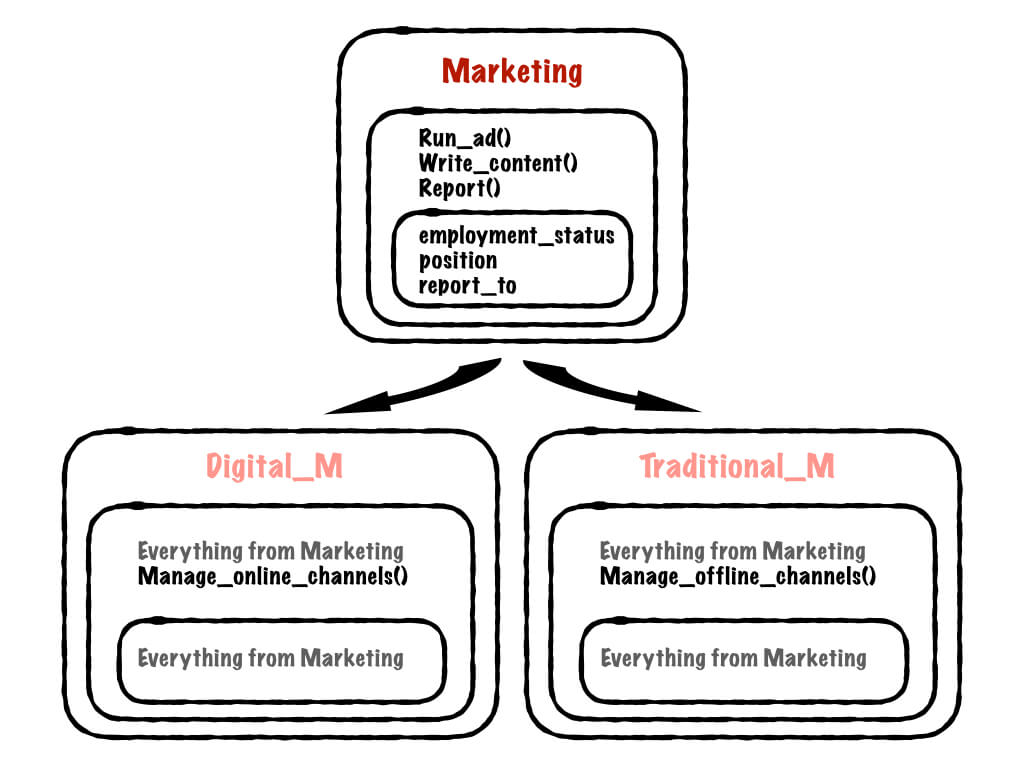 Marketing
Run_ad()
Write_content()
Report()
employment_status
position
report_to
Digital_M
Everything from Marketing
Manage_online_channels()
Everything from Marketing
Traditional_M
Everything from Marketing
Manage_offline_channels()
Everything from Marketing